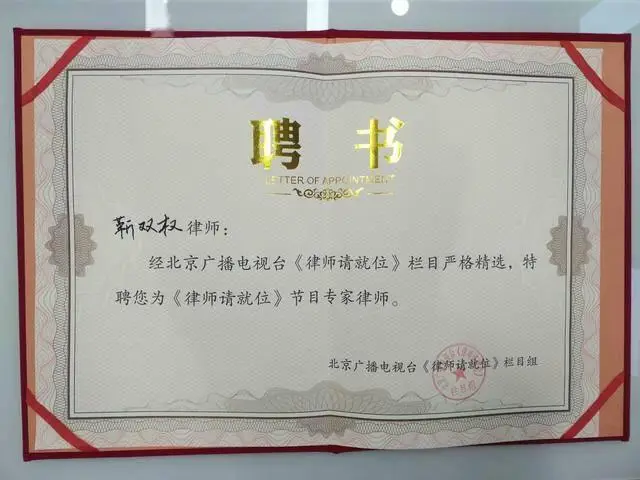 聘书
LETTER OF APPOINTMENT
靳双权律师：
经北京广播电视台《律师请就位》栏目严格精选，特
聘您为《律师请就位》节目专家律师。
北京广播电视台《律师请就位》栏目组